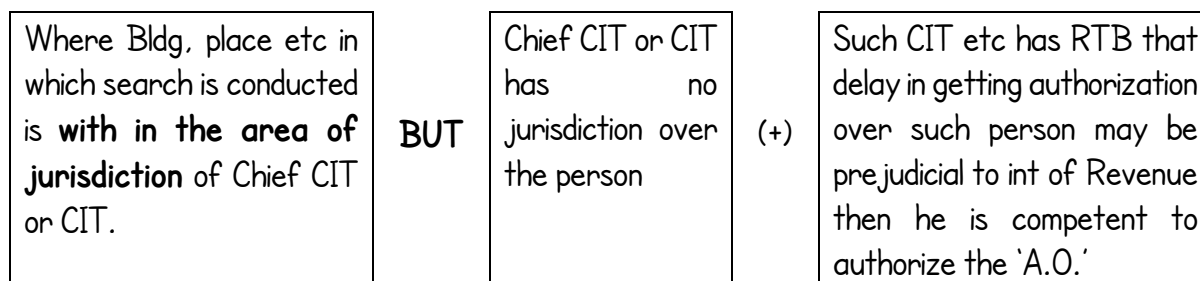 Where Bldg, place etc in
which search is conducted
is with in the area of
jurisdiction of Chief CIT
or CIT.
BUT
Chief CIT or CIT
has no
jurisdiction over
the person
(+)
Such CIT etc has RTB that
delay in getting authorization
over such person may be
prejudicial to int of Revenue
then he is competent to
authorize the ‘A.O.’